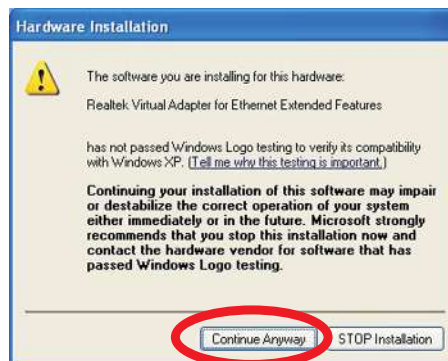 Hardware Installation
The software you are installing for this hardware:
Realtek Virtual Adapter for Ethernet Extended Features
has not passed Windows Logo testing to verify its compatibility
with Windows XP. (Tell me why this testing is important.)
Continuing your installation of this software may impair
or destabilize the correct operation of your system
either immediately or in the future. Microsoft strongly
recommends that you stop this installation now and
contact the hardware vendor for software that has
passed Windows Logo testing.
Continue Anyway
STOP Installation